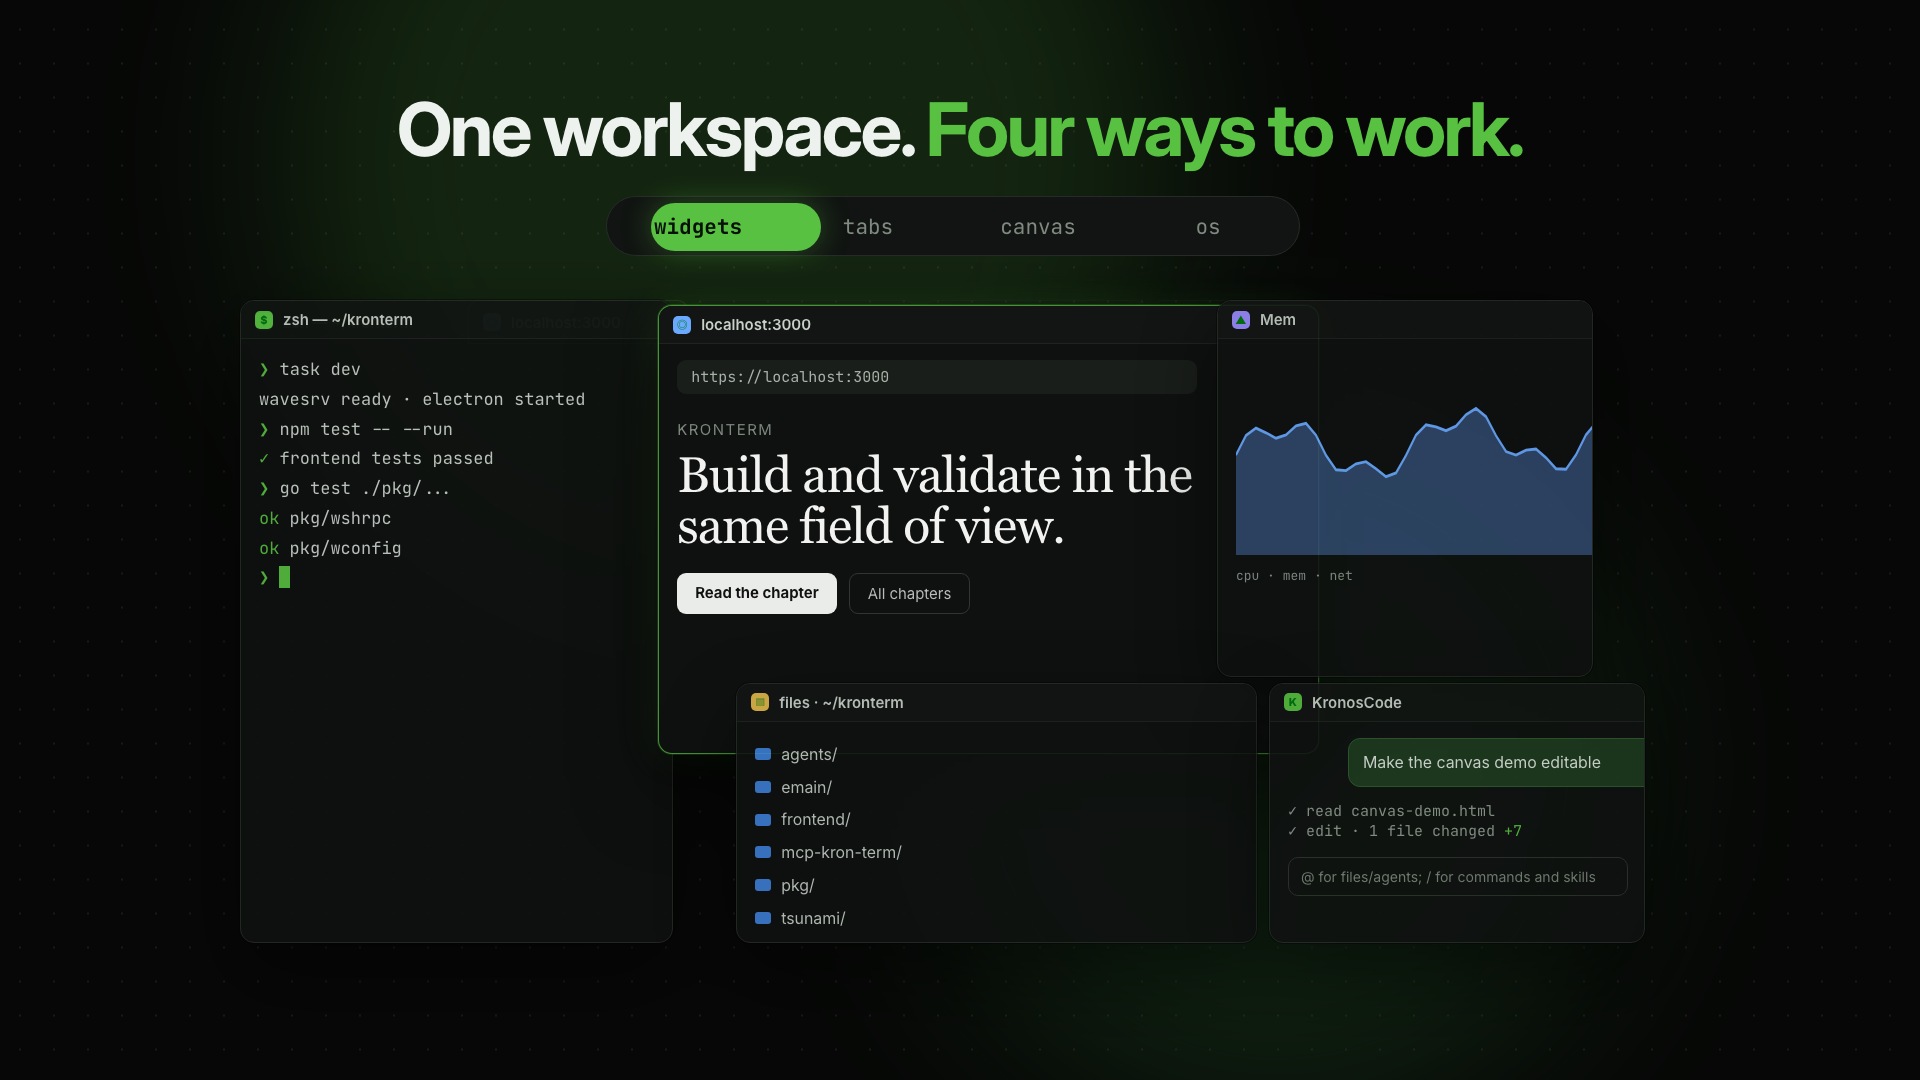 One workspace. Four ways to work.
widgets tabs canvas os
$ zsh — ~/kronterm
❯ task dev
wavesrv ready · electron started
❯ npm test -- --run
✓ frontend tests passed
❯ go test ./pkg/...
ok pkg/wshrpc
ok pkg/wconfig
❯
localhost:3000
localhost:3000
https://localhost:3000
KRONTERM
Build and validate in the
same field of view.
Read the chapter
All chapters
Mem
cpu · mem · net
files · ~/kronterm
agents/
emain/
frontend/
mcp-kron-term/
pkg/
tsunami/
K KronosCode
Make the canvas demo editable
✓ read canvas-demo.html
✓ edit · 1 file changed +7
@ for files/agents; / for commands and skills